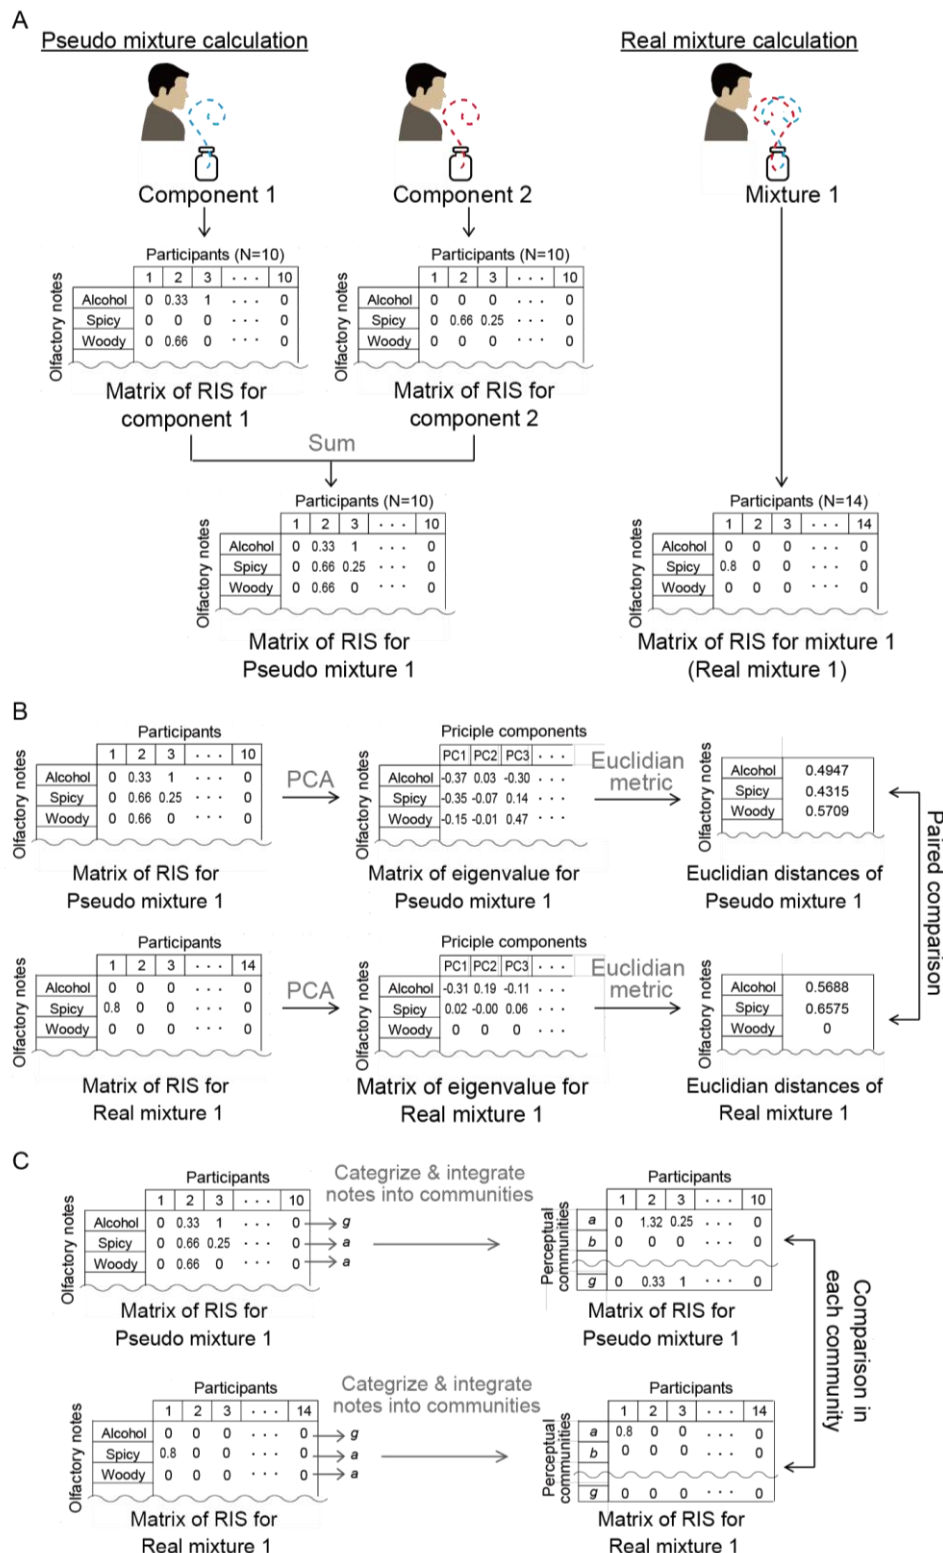 A
Pseudo mixture calculation
Real mixture calculation
Component 1
Component 2
Mixture 1
Participants (N=10)
Olfactory notes
1 2 3 · · · 10
Alcohol 0 0.33 1 · · · 0
Spicy 0 0 0 · · · 0
Woody 0 0.66 0 · · · 0
Matrix of RIS for
component 1
Participants (N=10)
Olfactory notes
1 2 3 · · · 10
Alcohol 0 0 0 · · · 0
Spicy 0 0.66 0.25 · · · 0
Woody 0 0 0 · · · 0
Matrix of RIS for
component 2
Sum
Participants (N=10)
Olfactory notes
1 2 3 · · · 10
Alcohol 0 0.33 1 · · · 0
Spicy 0 0.66 0.25 · · · 0
Woody 0 0.66 0 · · · 0
Matrix of RIS for
Pseudo mixture 1
Participants (N=14)
Olfactory notes
1 2 3 · · · 14
Alcohol 0 0 0 · · · 0
Spicy 0.8 0 0 · · · 0
Woody 0 0 0 · · · 0
Matrix of RIS for mixture 1
(Real mixture 1)
B
Participants
Olfactory notes
1 2 3 · · · 10
Alcohol 0 0.33 1 · · · 0
Spicy 0 0.66 0.25 · · · 0
Woody 0 0.66 0 · · · 0
Matrix of RIS for
Pseudo mixture 1
PCA
Priciple components
Olfactory notes
PC1 PC2 PC3 · · ·
Alcohol -0.37 0.03 -0.30 · · ·
Spicy -0.35 -0.07 0.14 · · ·
Woody -0.15 -0.01 0.47 · · ·
Matrix of eigenvalue for
Pseudo mixture 1
Euclidian
metric
Olfactory notes
Alcohol 0.4947
Spicy 0.4315
Woody 0.5709
Euclidian distances of
Pseudo mixture 1
Paired comparison
Participants
Olfactory notes
1 2 3 · · · 14
Alcohol 0 0 0 · · · 0
Spicy 0.8 0 0 · · · 0
Woody 0 0 0 · · · 0
Matrix of RIS for
Real mixture 1
PCA
Priciple components
Olfactory notes
PC1 PC2 PC3 · · ·
Alcohol -0.31 0.19 -0.11 · · ·
Spicy 0.02 -0.00 0.06 · · ·
Woody 0 0 0 · · ·
Matrix of eigenvalue for
Real mixture 1
Euclidian
metric
Olfactory notes
Alcohol 0.5688
Spicy 0.6575
Woody 0
Euclidian distances of
Real mixture 1
C
Participants
Olfactory notes
1 2 3 · · · 10
Alcohol 0 0.33 1 · · · 0 g
Spicy 0 0.66 0.25 · · · 0 a
Woody 0 0.66 0 · · · 0 a
Matrix of RIS for
Pseudo mixture 1
Categrize & integrate
notes into communities
Participants
Perceptual
communities
1 2 3 · · · 10
a 0 1.32 0.25 · · · 0
b 0 0 0 · · · 0
g 0 0.33 1 · · · 0
Matrix of RIS for
Pseudo mixture 1
Comparison in
each community
Participants
Olfactory notes
1 2 3 · · · 14
Alcohol 0 0 0 · · · 0 g
Spicy 0.8 0 0 · · · 0 a
Woody 0 0 0 · · · 0 a
Matrix of RIS for
Real mixture 1
Categrize & integrate
notes into communities
Participants
Perceptual
communities
1 2 3 · · · 14
a 0.8 0 0 · · · 0
b 0 0 0 · · · 0
g 0 0 0 · · · 0
Matrix of RIS for
Real mixture 1